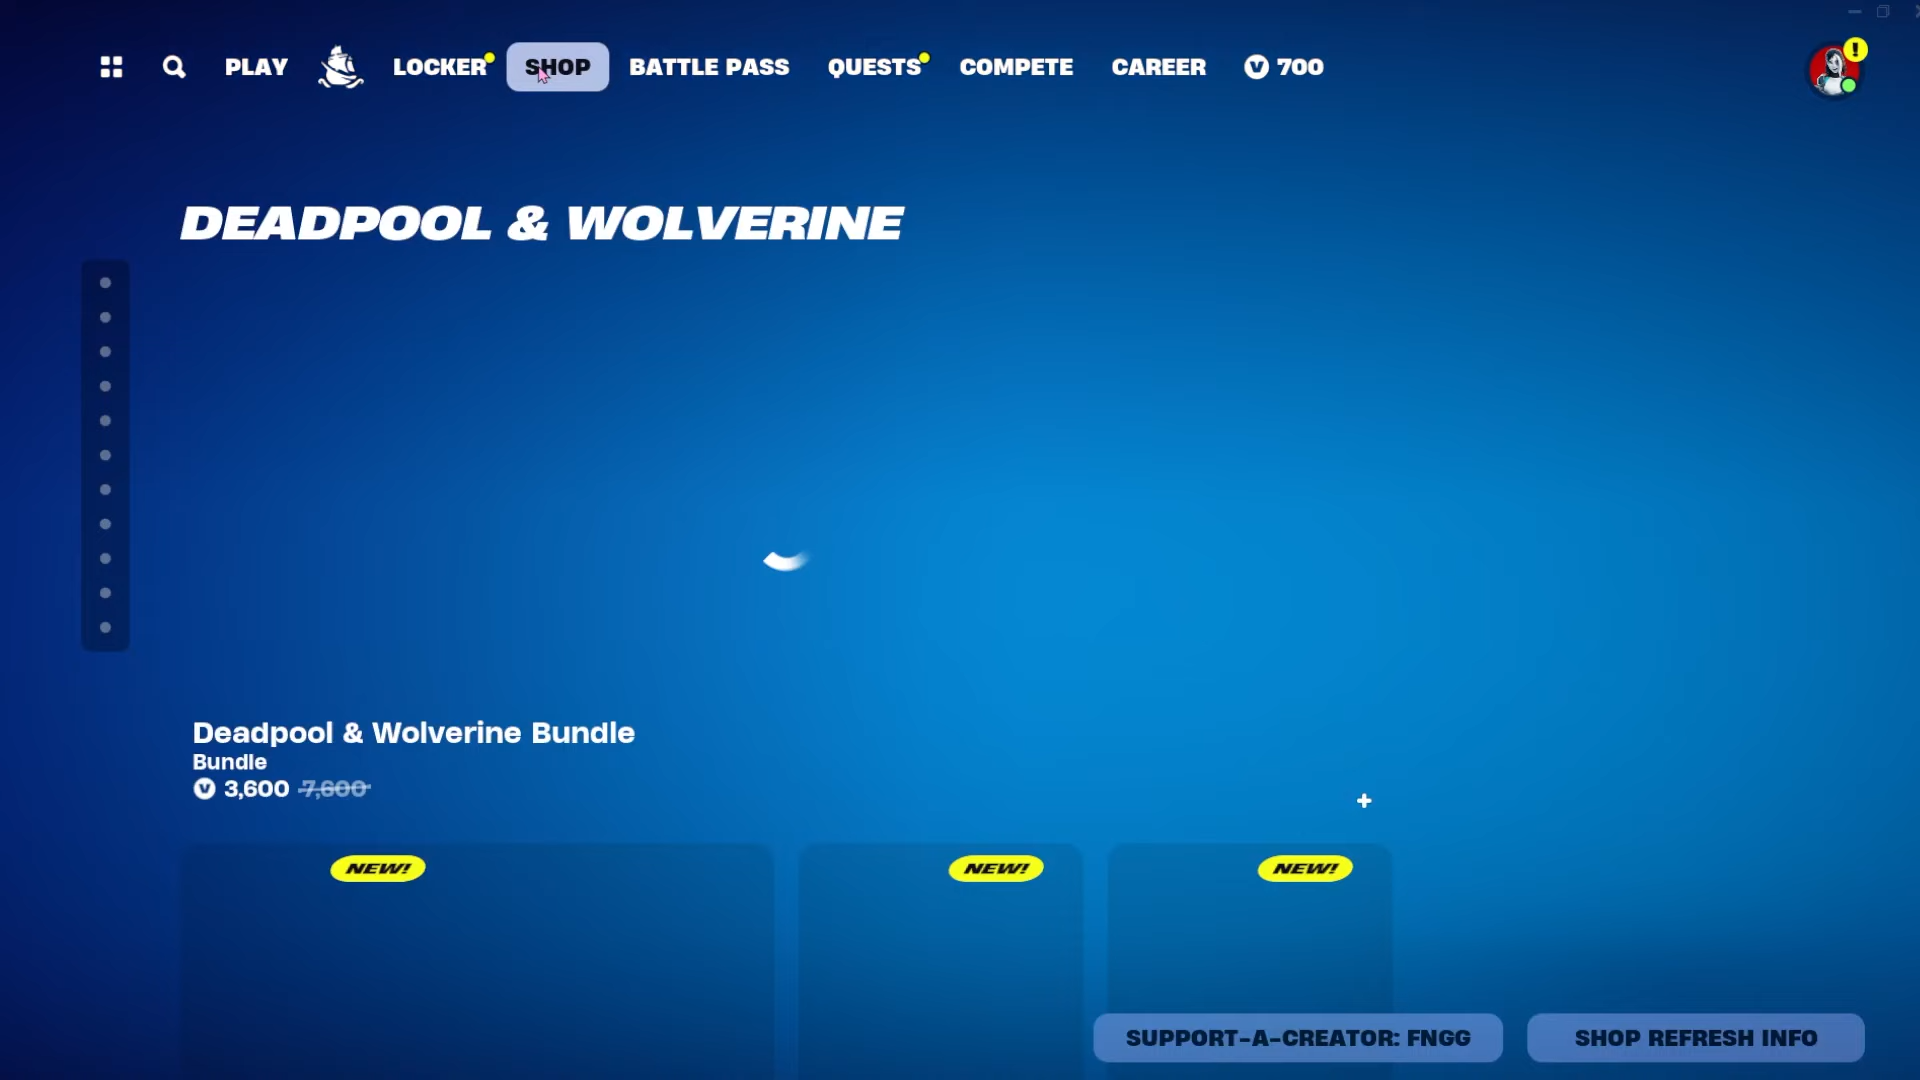 PLAY
LOCKER
SHOP
BATTLE PASS
QUESTS
COMPETE
CAREER
V 700
!
DEADPOOL & WOLVERINE
Deadpool & Wolverine Bundle
Bundle
V 3,600 7,600
NEW!
NEW!
NEW!
SUPPORT-A-CREATOR: FNGG
SHOP REFRESH INFO